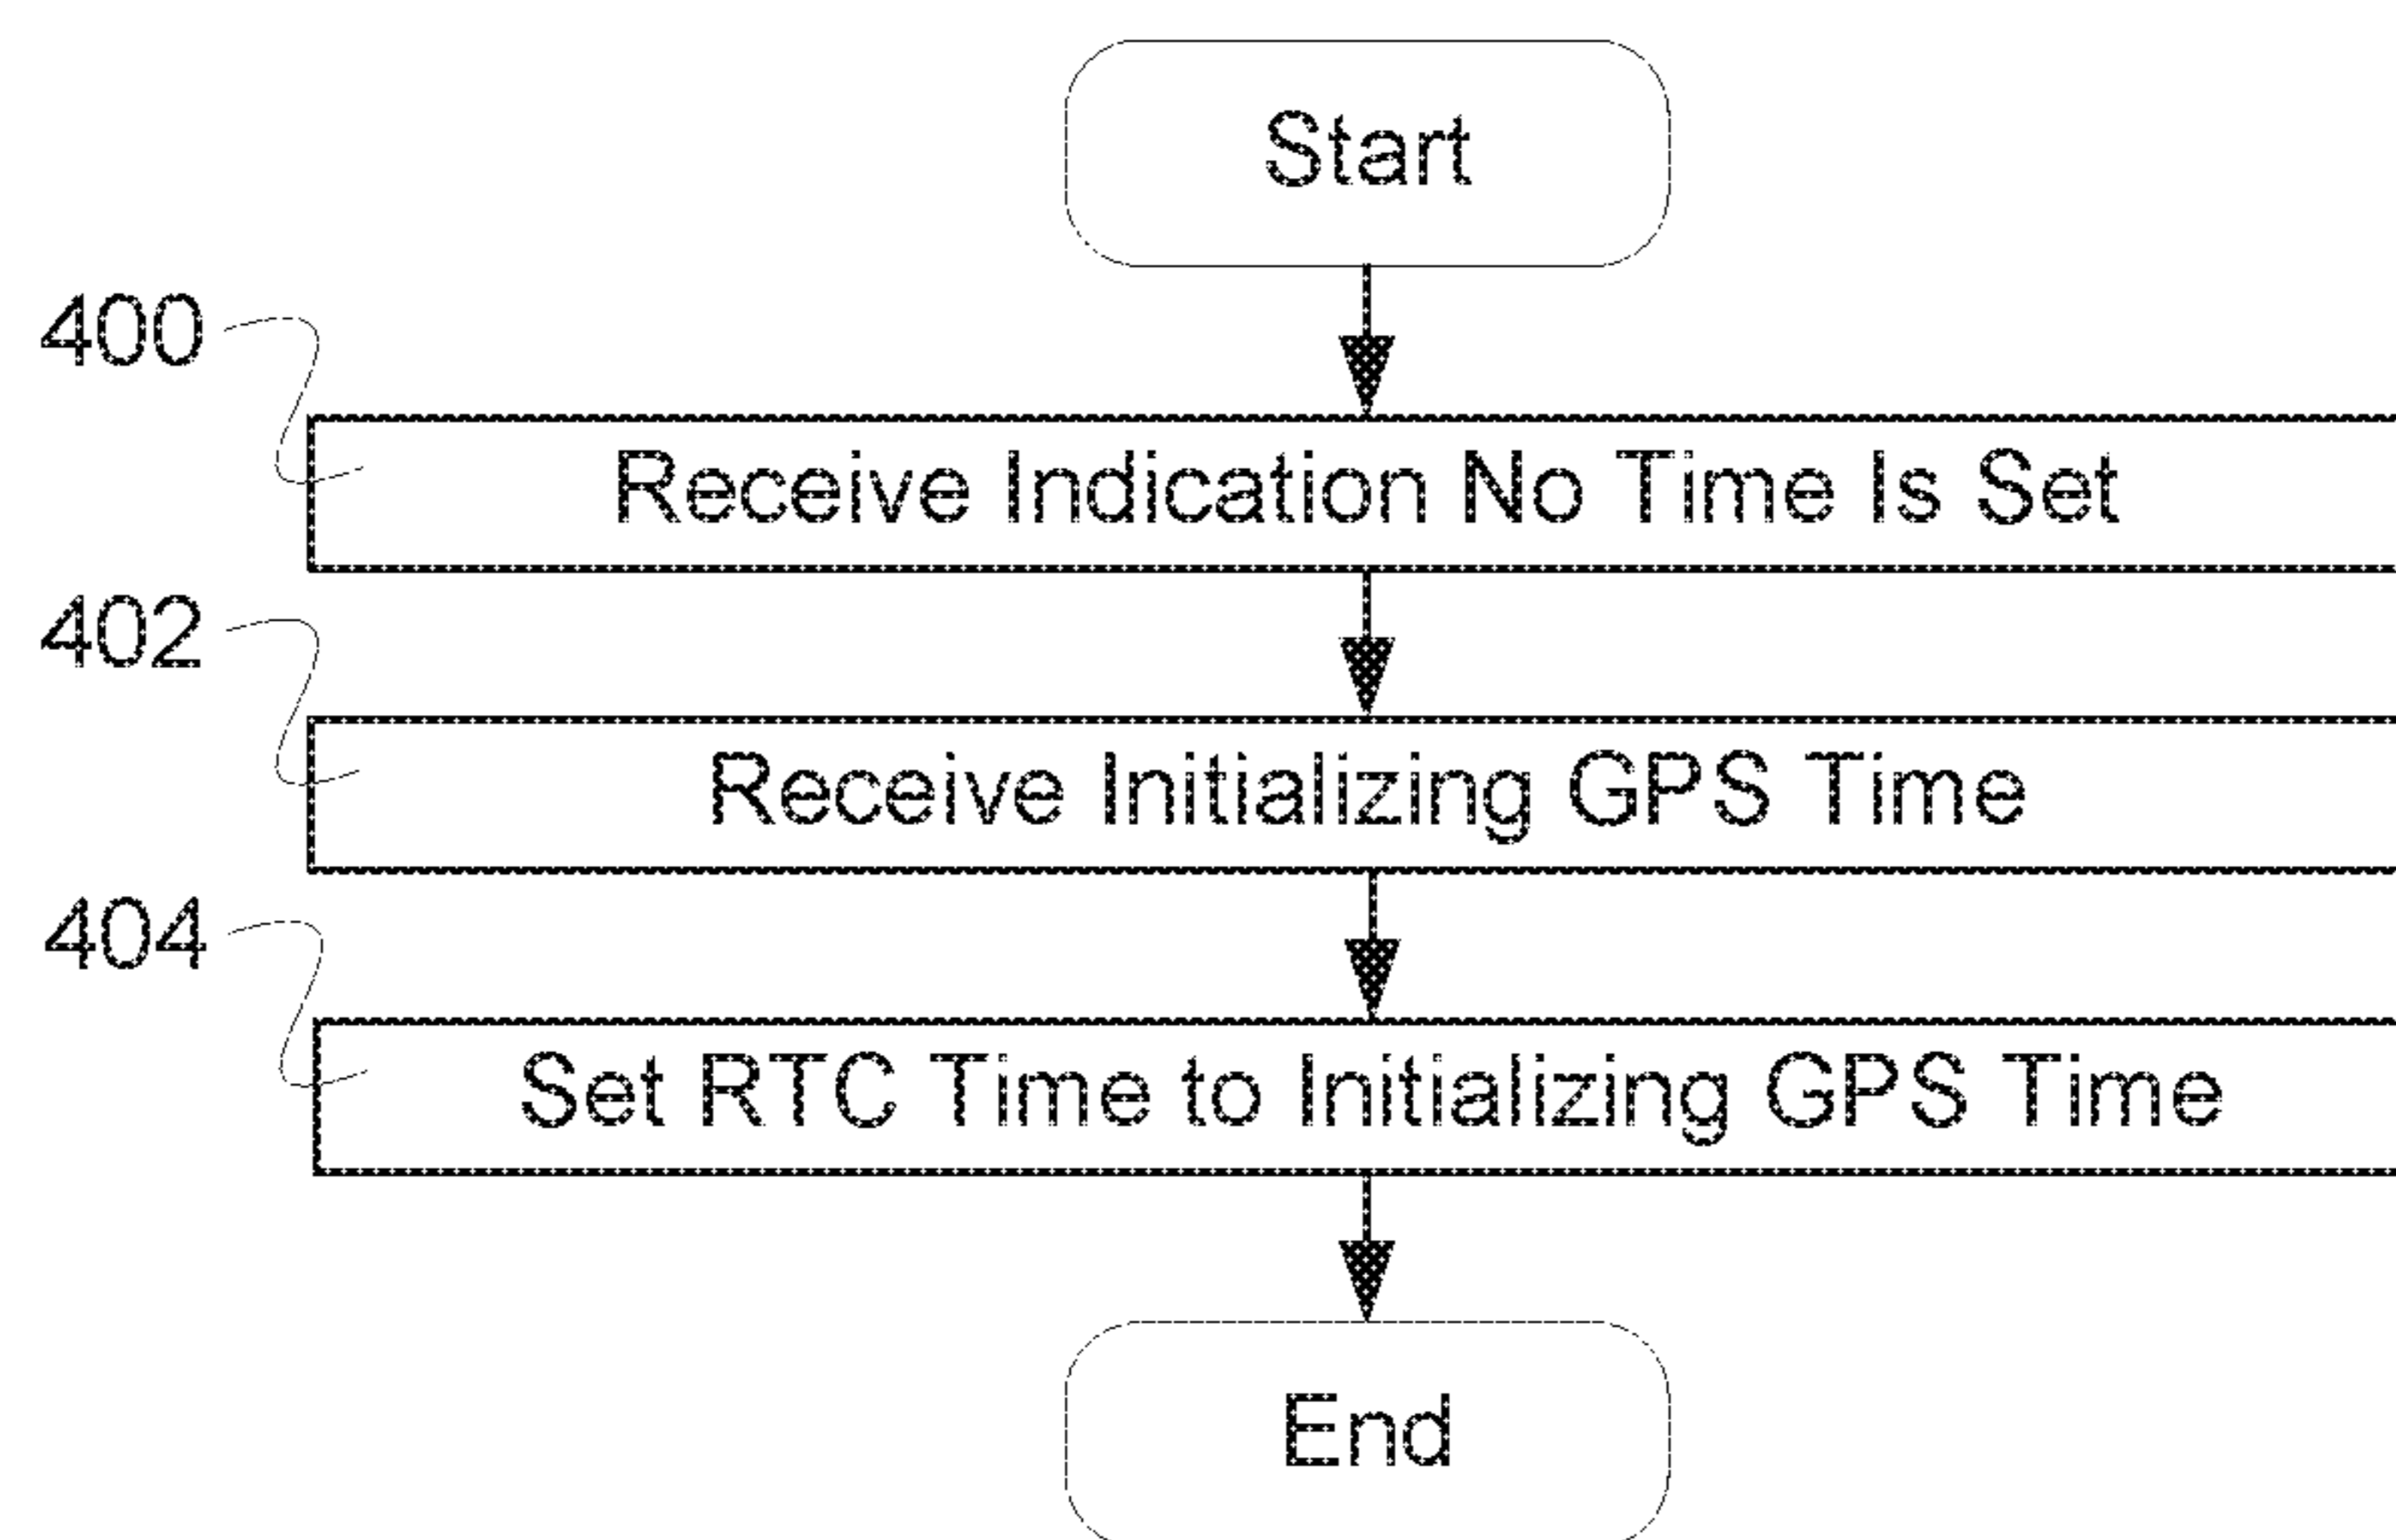 Start
400
Receive Indication No Time Is Set
402
Receive Initializing GPS Time
404
Set RTC Time to Initializing GPS Time
End